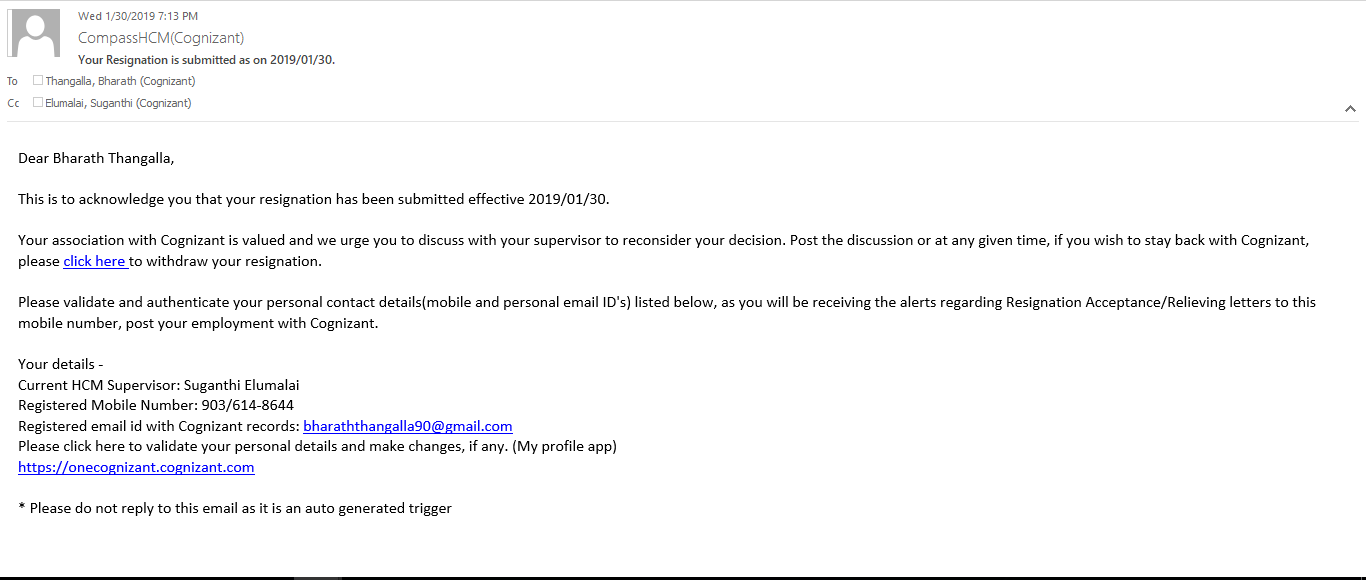 Wed 1/30/2019 7:13 PM
CompassHCM(Cognizant)
Your Resignation is submitted as on 2019/01/30.
To Thangalla, Bharath (Cognizant)
Cc Elumalai, Suganthi (Cognizant)
Dear Bharath Thangalla,
This is to acknowledge you that your resignation has been submitted effective 2019/01/30.
Your association with Cognizant is valued and we urge you to discuss with your supervisor to reconsider your decision. Post the discussion or at any given time, if you wish to stay back with Cognizant,
please click here to withdraw your resignation.
Please validate and authenticate your personal contact details(mobile and personal email ID's) listed below, as you will be receiving the alerts regarding Resignation Acceptance/Relieving letters to this
mobile number, post your employment with Cognizant.
Your details -
Current HCM Supervisor: Suganthi Elumalai
Registered Mobile Number: 903/614-8644
Registered email id with Cognizant records: bharaththangalla90@gmail.com
Please click here to validate your personal details and make changes, if any. (My profile app)
https://onecognizant.cognizant.com
* Please do not reply to this email as it is an auto generated trigger